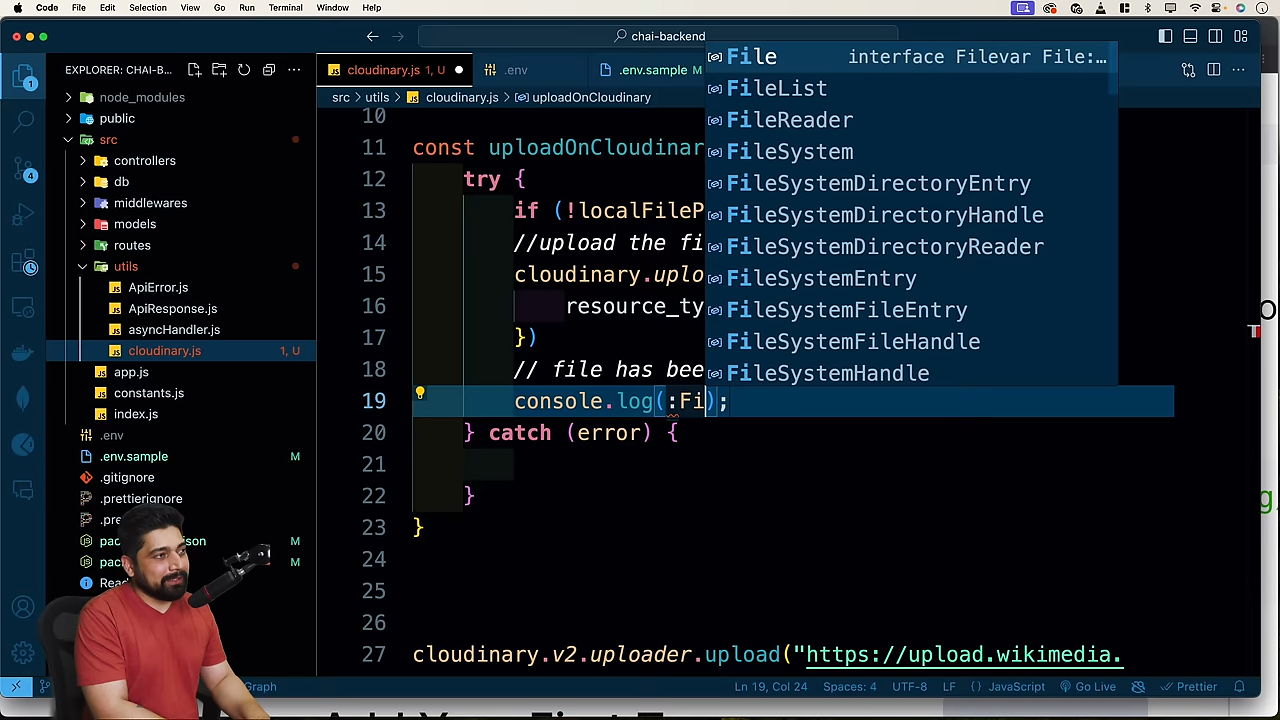 Code File Edit Selection View Go Run Terminal Window Help
chai-backend
EXPLORER: CHAI-B...
node_modules
public
src
controllers
db
middlewares
models
routes
utils
ApiError.js
ApiResponse.js
asyncHandler.js
cloudinary.js 1, U
app.js
constants.js
index.js
.env
.env.sample M
.gitignore
.prettierignore
.pre
pac on M
pac M
Read
cloudinary.js 1, U
.env
.env.sample M
src > utils > cloudinary.js > uploadOnCloudinary
10
11 const uploadOnCloudinar
12 try {
13 if (!localFileP
14 //upload the fi
15 cloudinary.uplo
16 resource_ty
17 })
18 // file has bee
19 console.log(:Fi);
20 } catch (error) {
21
22 }
23 }
24
25
26
27 cloudinary.v2.uploader.upload("https://upload.wikimedia.
File interface Filevar File:...
FileList
FileReader
FileSystem
FileSystemDirectoryEntry
FileSystemDirectoryHandle
FileSystemDirectoryReader
FileSystemEntry
FileSystemFileEntry
FileSystemFileHandle
FileSystemHandle
Graph Ln 19, Col 24 Spaces: 4 UTF-8 LF {} JavaScript Go Live Prettier